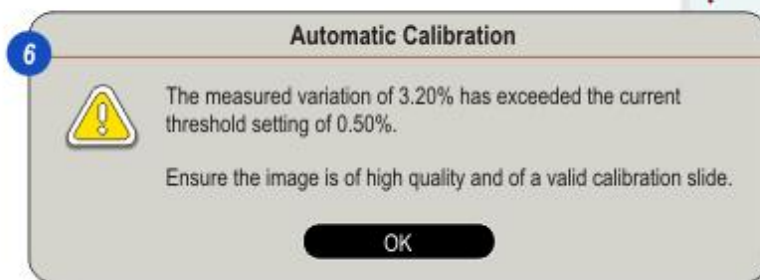 6
Automatic Calibration
The measured variation of 3.20% has exceeded the current
threshold setting of 0.50%.
Ensure the image is of high quality and of a valid calibration slide.
OK